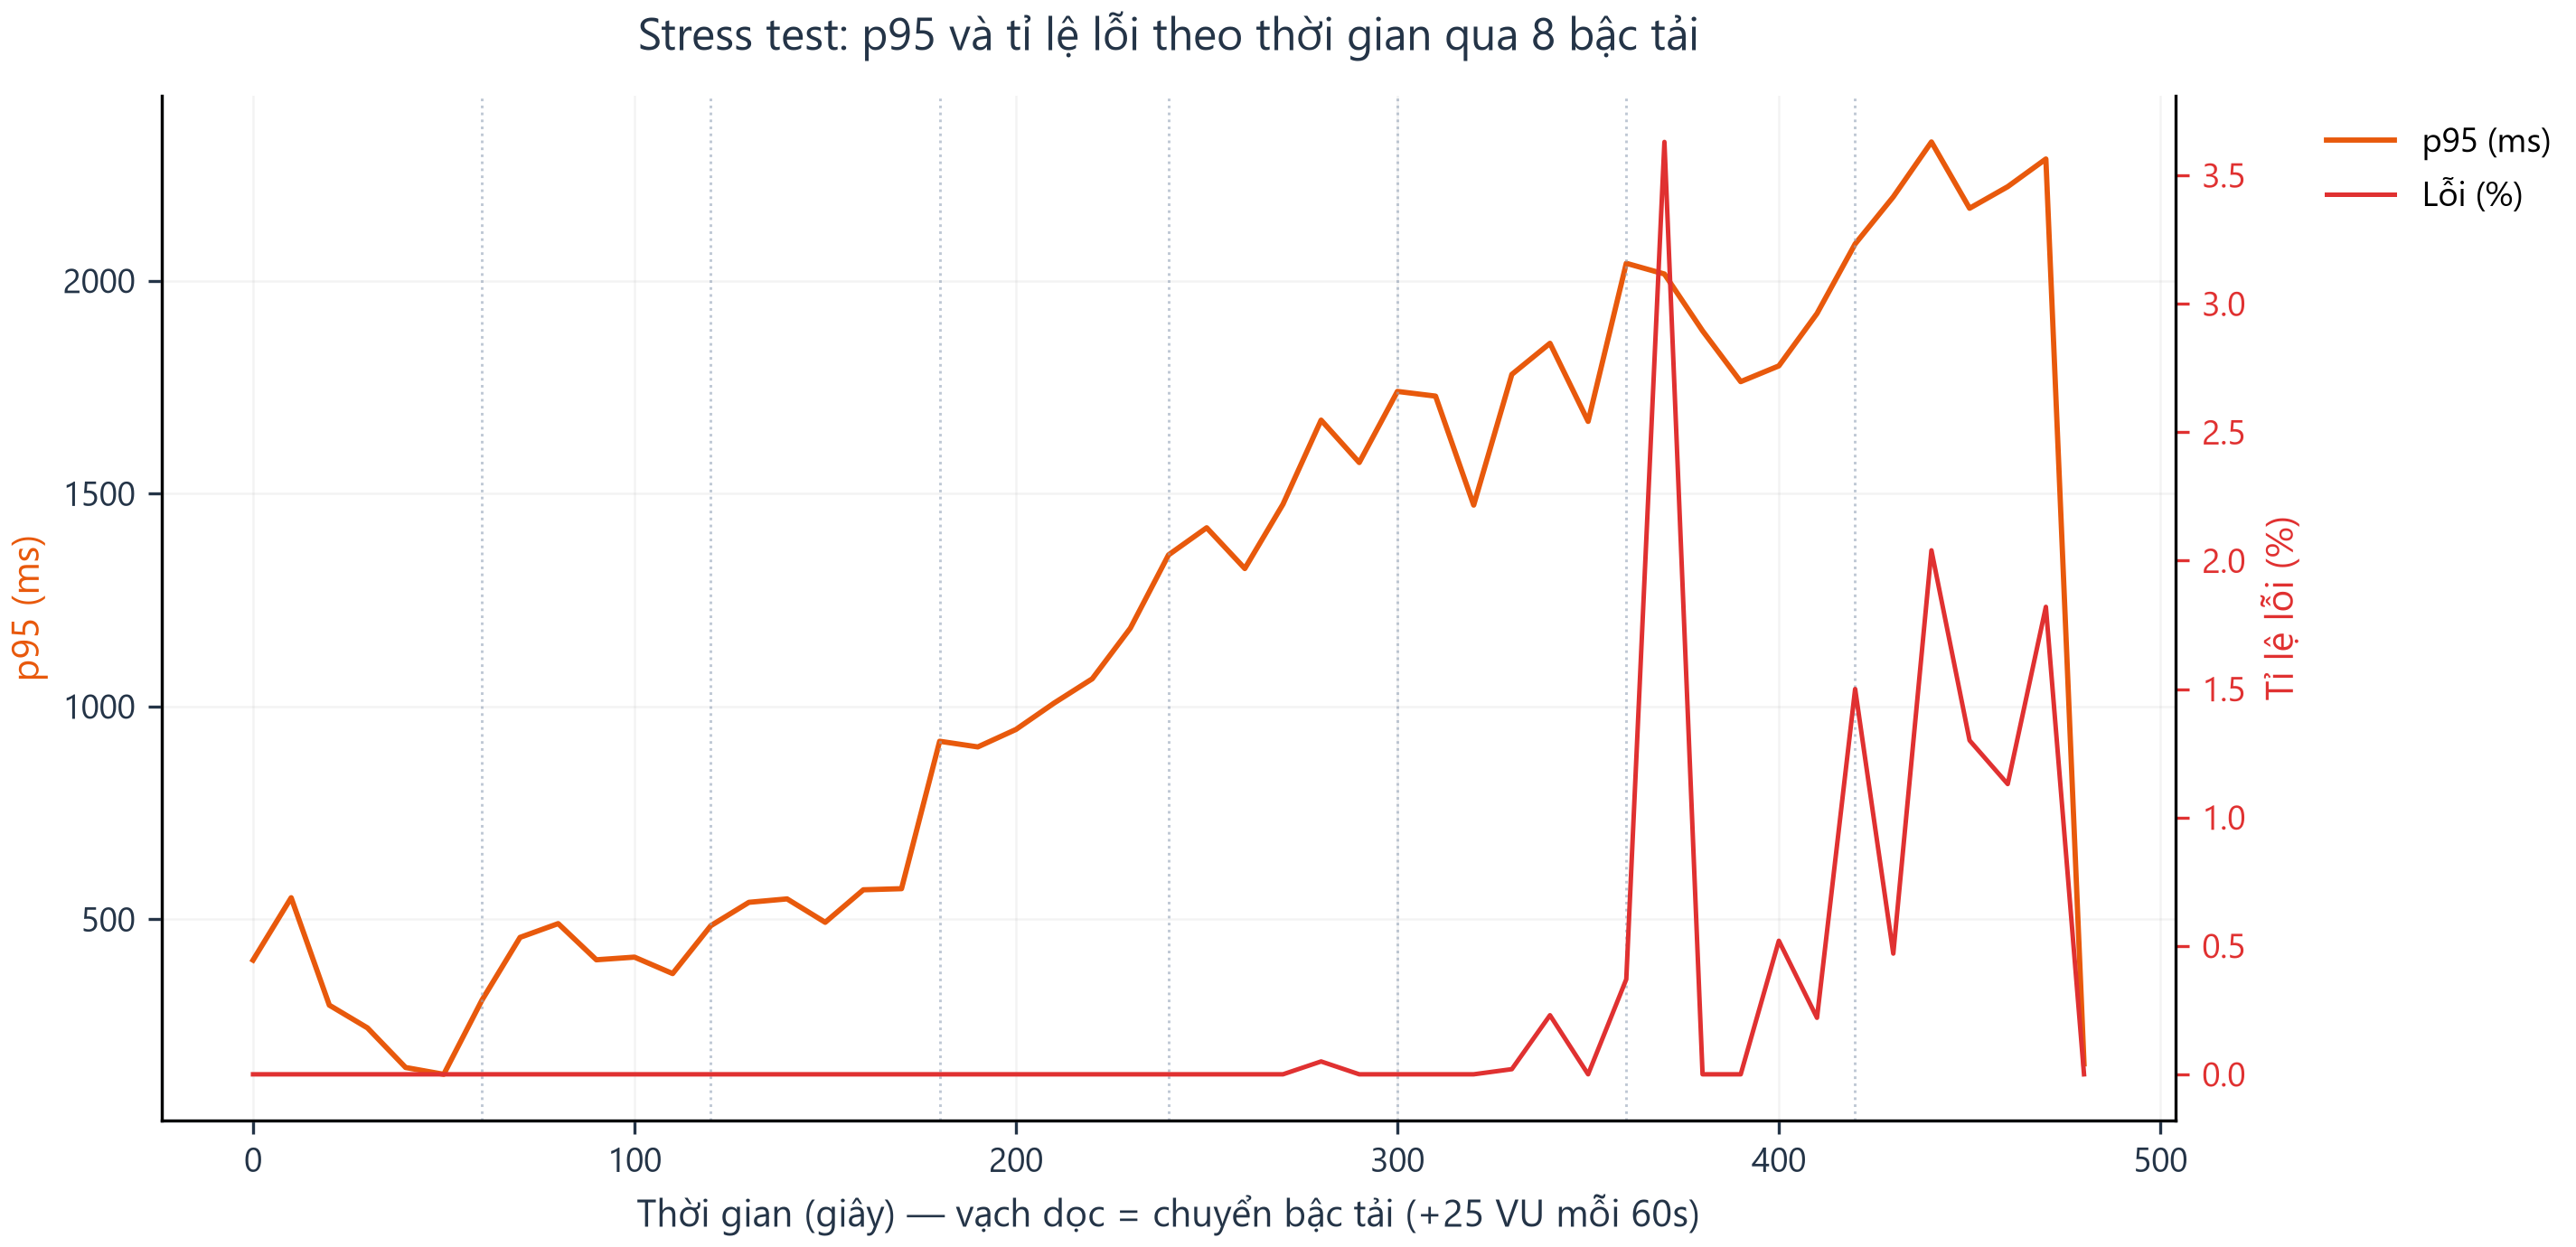 Stress test: p95 và tỉ lệ lỗi theo thời gian qua 8 bậc tải
p95 (ms)
Lỗi (%)
p95 (ms)
2000
1500
1000
500
3.5
3.0
2.5
2.0
1.5
1.0
0.5
0.0
Tỉ lệ lỗi (%)
0 100 200 300 400 500
Thời gian (giây) — vạch dọc = chuyển bậc tải (+25 VU mỗi 60s)